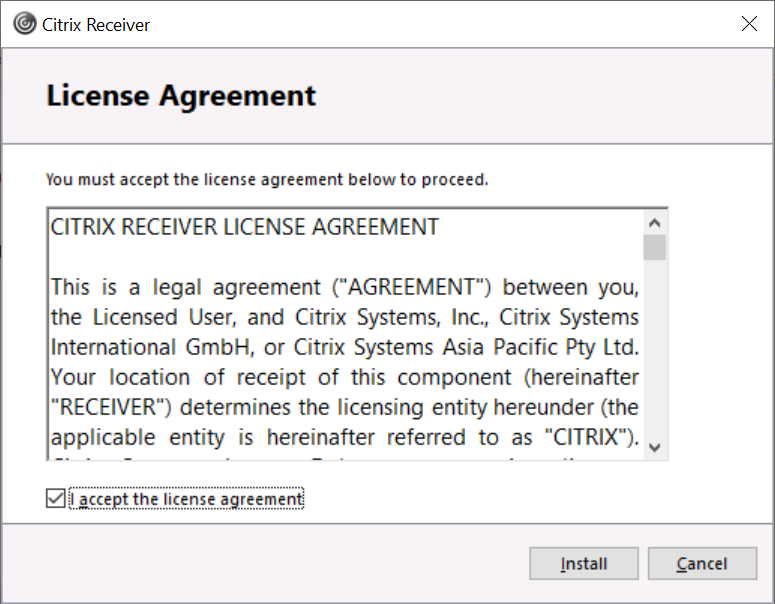 Citrix Receiver
License Agreement
You must accept the license agreement below to proceed.
CITRIX RECEIVER LICENSE AGREEMENT
This is a legal agreement ("AGREEMENT") between you,
the Licensed User, and Citrix Systems, Inc., Citrix Systems
International GmbH, or Citrix Systems Asia Pacific Pty Ltd.
Your location of receipt of this component (hereinafter
"RECEIVER") determines the licensing entity hereunder (the
applicable entity is hereinafter referred to as "CITRIX").
I accept the license agreement
Install
Cancel